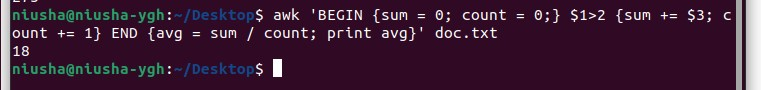 niusha@niusha-ygh:~/Desktop$ awk 'BEGIN {sum = 0; count = 0;} $1>2 {sum += $3; c
ount += 1} END {avg = sum / count; print avg}' doc.txt
18
niusha@niusha-ygh:~/Desktop$